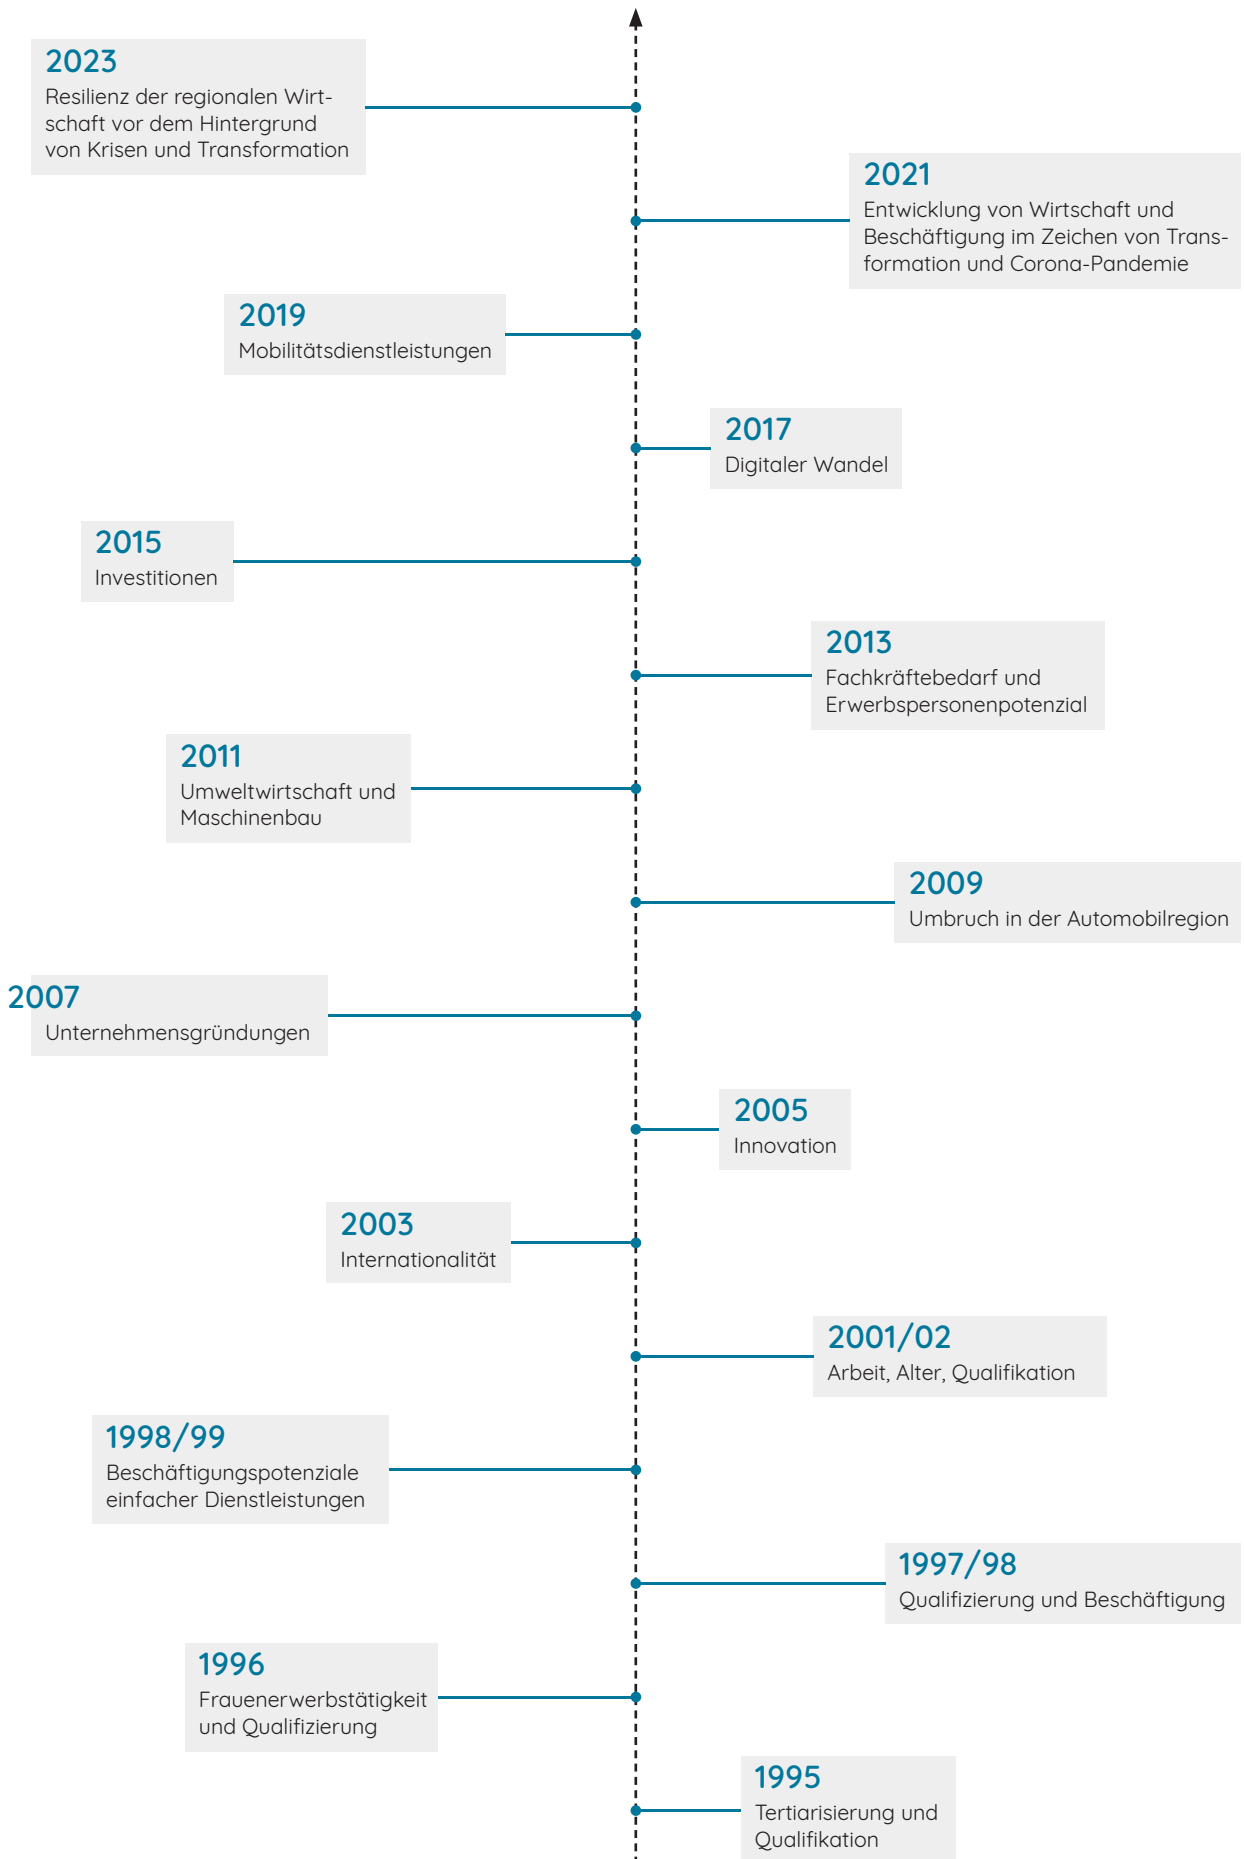 2023
Resilienz der regionalen Wirt-
schaft vor dem Hintergrund
von Krisen und Transformation
2021
Entwicklung von Wirtschaft und
Beschäftigung im Zeichen von Trans-
formation und Corona-Pandemie
2019
Mobilitätsdienstleistungen
2017
Digitaler Wandel
2015
Investitionen
2013
Fachkräftebedarf und
Erwerbspersonenpotenzial
2011
Umweltwirtschaft und
Maschinenbau
2009
Umbruch in der Automobilregion
2007
Unternehmensgründungen
2005
Innovation
2003
Internationalität
2001/02
Arbeit, Alter, Qualifikation
1998/99
Beschäftigungspotenziale
einfacher Dienstleistungen
1997/98
Qualifizierung und Beschäftigung
1996
Frauenerwerbstätigkeit
und Qualifizierung
1995
Tertiarisierung und
Qualifikation